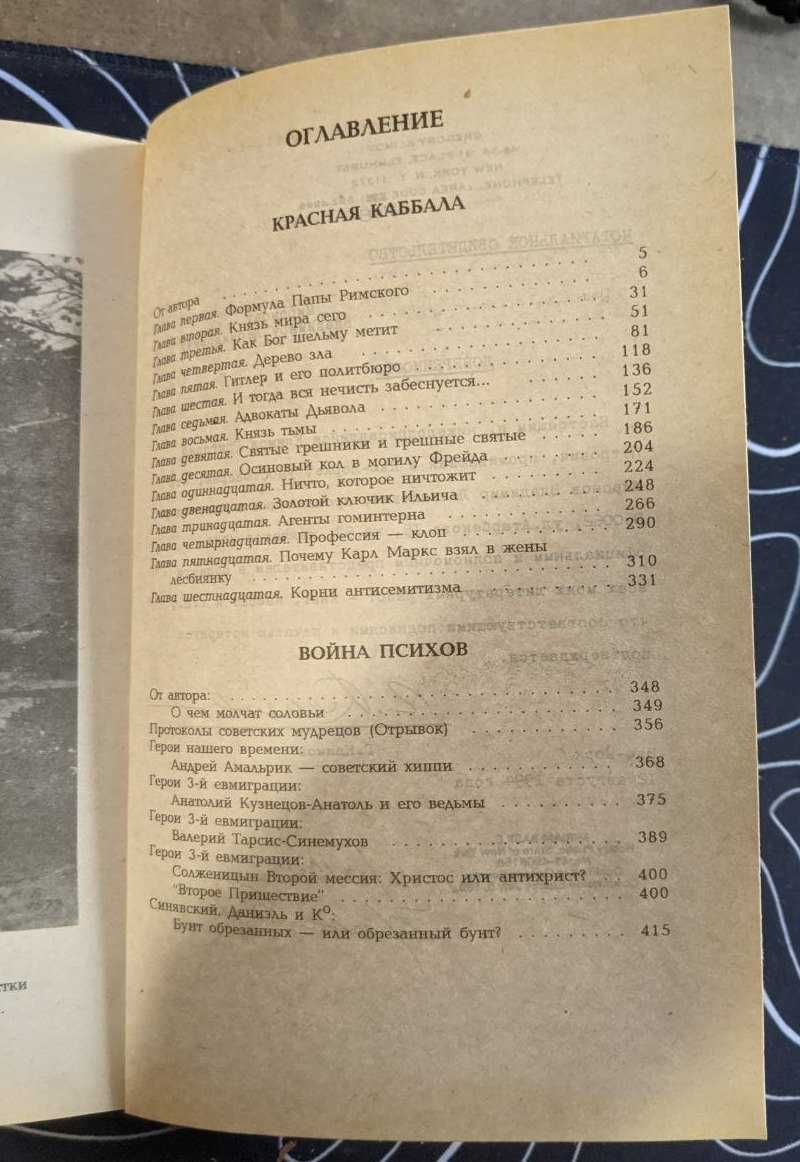 ОГЛАВЛЕНИЕ
КРАСНАЯ КАББАЛА
От автора . . . 5
Глава первая. Формула Папы Римского . . . 6
Глава вторая. Князь мира сего . . . 31
Глава третья. Как Бог шельму метит . . . 51
Глава четвертая. Дерево зла . . . 81
Глава пятая. Гитлер и его политбюро . . . 118
Глава шестая. И тогда вся нечисть забеснуется... . . . 136
Глава седьмая. Адвокаты Дьявола . . . 152
Глава восьмая. Князь тьмы . . . 171
Глава девятая. Святые грешники и грешные святые . . . 186
Глава десятая. Осиновый кол в могилу Фрейда . . . 204
Глава одиннадцатая. Ничто, которое ничтожит . . . 224
Глава двенадцатая. Золотой ключик Ильича . . . 248
Глава тринадцатая. Агенты гоминтерна . . . 266
Глава четырнадцатая. Профессия — клоп . . . 290
Глава пятнадцатая. Почему Карл Маркс взял в жены
лесбиянку . . . 310
Глава шестнадцатая. Корни антисемитизма . . . 331
ВОЙНА ПСИХОВ
От автора: . . . 348
О чем молчат соловьи . . . 349
Протоколы советских мудрецов (Отрывок) . . . 356
Герои нашего времени:
Андрей Амальрик — советский хиппи . . . 368
Герои 3-й евмиграции:
Анатолий Кузнецов-Анатоль и его ведьмы . . . 375
Герои 3-й евмиграции:
Валерий Тарсис-Синемухов . . . 389
Герои 3-й евмиграции:
Солженицын Второй мессия: Христос или антихрист? . . 400
"Второе Пришествие" . . . 400
Синявский, Даниэль и К⁰:
Бунт обрезанных — или обрезанный бунт? . . . 415
тки